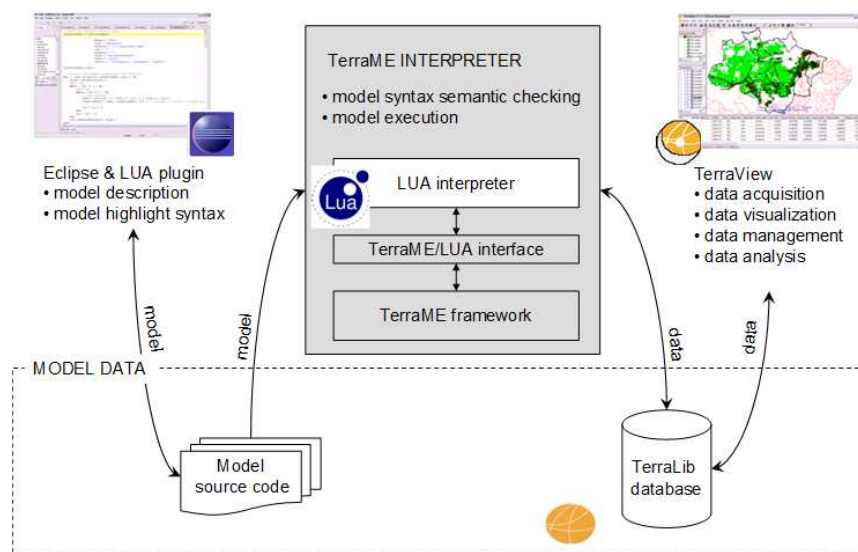 TerraME INTERPRETER
• model syntax semantic checking
• model execution
Eclipse & LUA plugin
• model description
• model highlight syntax
Lua
LUA interpreter
TerraME/LUA interface
TerraME framework
TerraView
• data acquisition
• data visualization
• data management
• data analysis
model
model
data
data
MODEL DATA
Model
source code
TerraLib
database